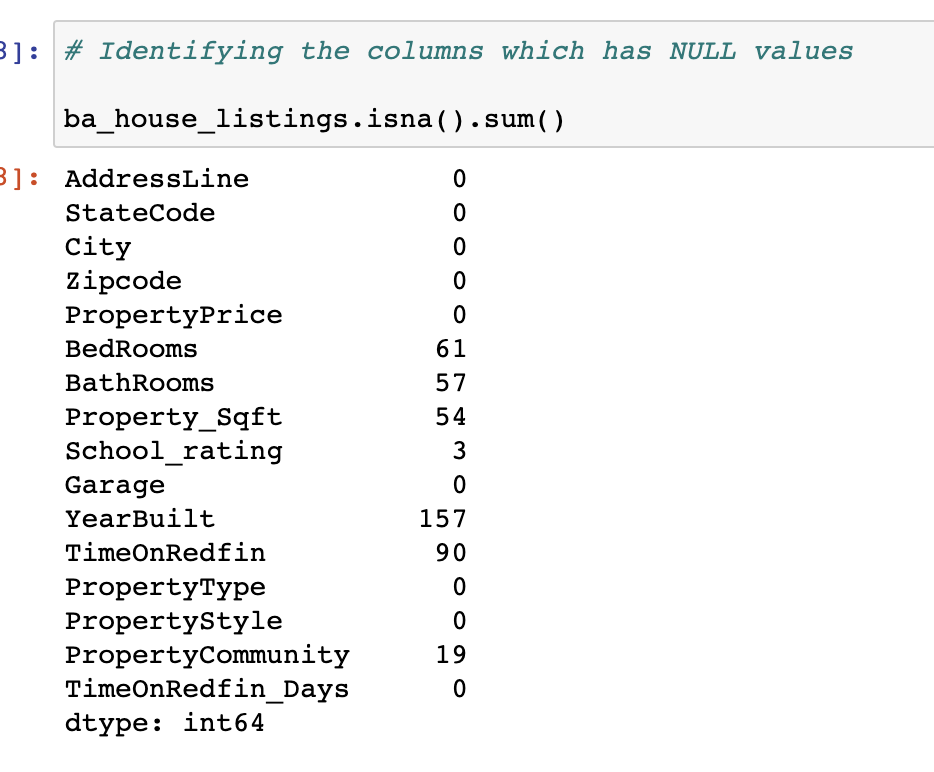 3]: # Identifying the columns which has NULL values
ba_house_listings.isna().sum()
3]: AddressLine 0
StateCode 0
City 0
Zipcode 0
PropertyPrice 0
BedRooms 61
BathRooms 57
Property_Sqft 54
School_rating 3
Garage 0
YearBuilt 157
TimeOnRedfin 90
PropertyType 0
PropertyStyle 0
PropertyCommunity 19
TimeOnRedfin_Days 0
dtype: int64